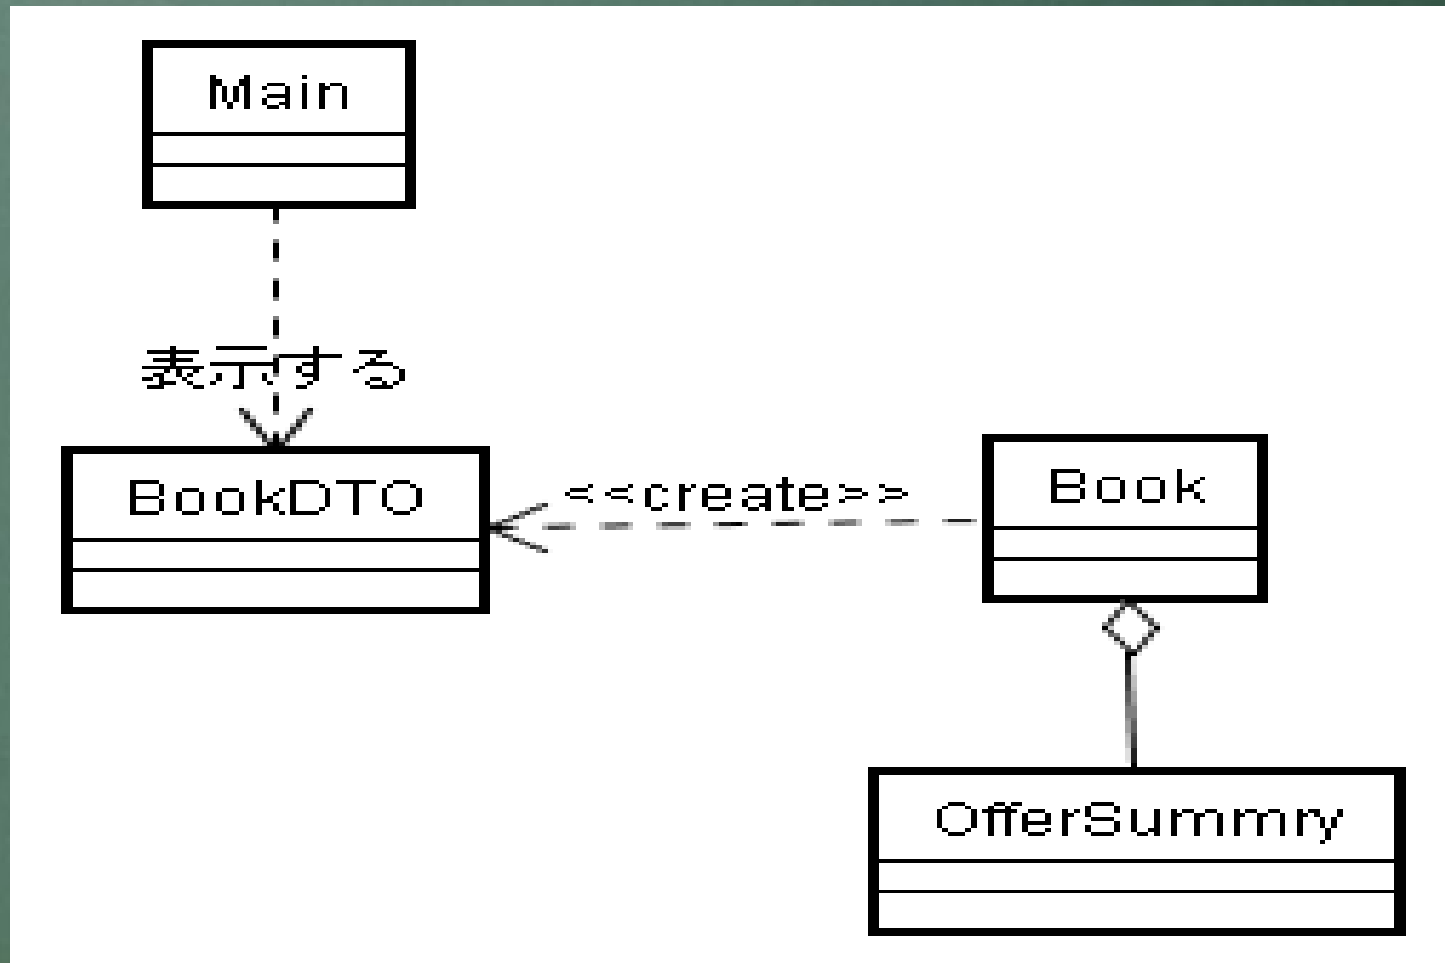 Main
表示する
BookDTO
<<create>>
Book
OfferSummry